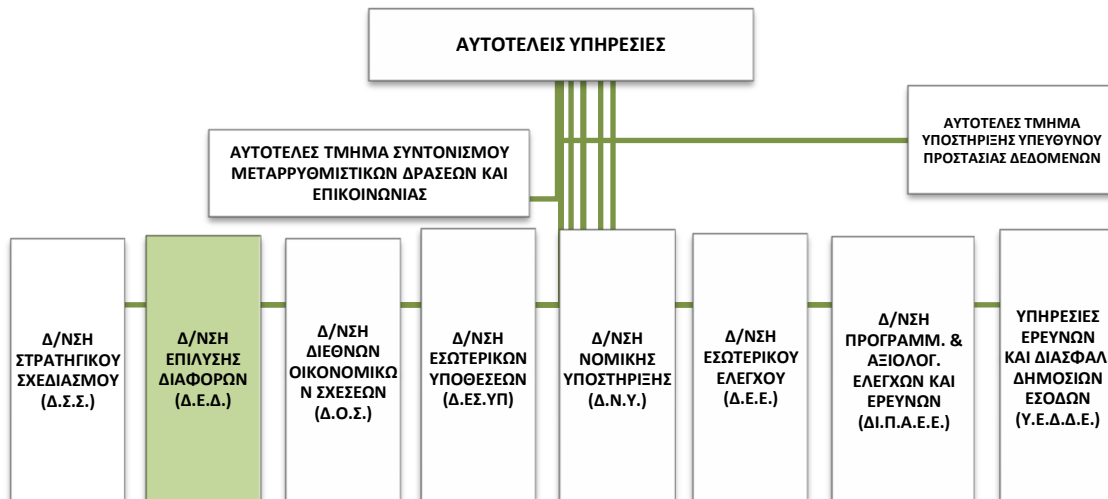 ΑΥΤΟΤΕΛΕΙΣ ΥΠΗΡΕΣΙΕΣ
ΑΥΤΟΤΕΛΕΣ ΤΜΗΜΑ
ΥΠΟΣΤΗΡΙΞΗΣ ΥΠΕΥΘΥΝΟΥ
ΠΡΟΣΤΑΣΙΑΣ ΔΕΔΟΜΕΝΩΝ
ΑΥΤΟΤΕΛΕΣ ΤΜΗΜΑ ΣΥΝΤΟΝΙΣΜΟΥ
ΜΕΤΑΡΡΥΘΜΙΣΤΙΚΩΝ ΔΡΑΣΕΩΝ ΚΑΙ
ΕΠΙΚΟΙΝΩΝΙΑΣ
Δ/ΝΣΗ
ΣΤΡΑΤΗΓΙΚΟΥ
ΣΧΕΔΙΑΣΜΟΥ
(Δ.Σ.Σ.)
Δ/ΝΣΗ
ΕΠΙΛΥΣΗΣ
ΔΙΑΦΟΡΩΝ
(Δ.Ε.Δ.)
Δ/ΝΣΗ
ΔΙΕΘΝΩΝ
ΟΙΚΟΝΟΜΙΚΩ
Ν ΣΧΕΣΕΩΝ
(Δ.Ο.Σ.)
Δ/ΝΣΗ
ΕΣΩΤΕΡΙΚΩΝ
ΥΠΟΘΕΣΕΩΝ
(Δ.ΕΣ.ΥΠ)
Δ/ΝΣΗ
ΝΟΜΙΚΗΣ
ΥΠΟΣΤΗΡΙΞΗΣ
(Δ.Ν.Υ.)
Δ/ΝΣΗ
ΕΣΩΤΕΡΙΚΟΥ
ΕΛΕΓΧΟΥ
(Δ.Ε.Ε.)
Δ/ΝΣΗ
ΠΡΟΓΡΑΜΜ. &
ΑΞΙΟΛΟΓ.
ΕΛΕΓΧΩΝ ΚΑΙ
ΕΡΕΥΝΩΝ
(ΔΙ.Π.Α.Ε.Ε.)
ΥΠΗΡΕΣΙΕΣ
ΕΡΕΥΝΩΝ
ΚΑΙ ΔΙΑΣΦΑΛ
ΔΗΜΟΣΙΩΝ
ΕΣΟΔΩΝ
(Υ.Ε.Δ.Δ.Ε.)